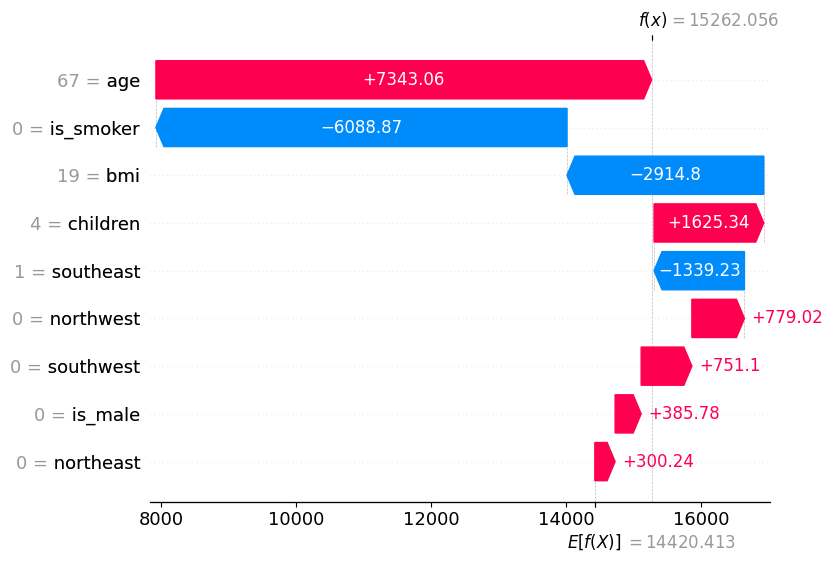 f(x) = 15262.056
67 = age +7343.06
0 = is_smoker −6088.87
19 = bmi −2914.8
4 = children +1625.34
1 = southeast −1339.23
0 = northwest +779.02
0 = southwest +751.1
0 = is_male +385.78
0 = northeast +300.24
8000 10000 12000 14000 16000
E[f(X)] = 14420.413